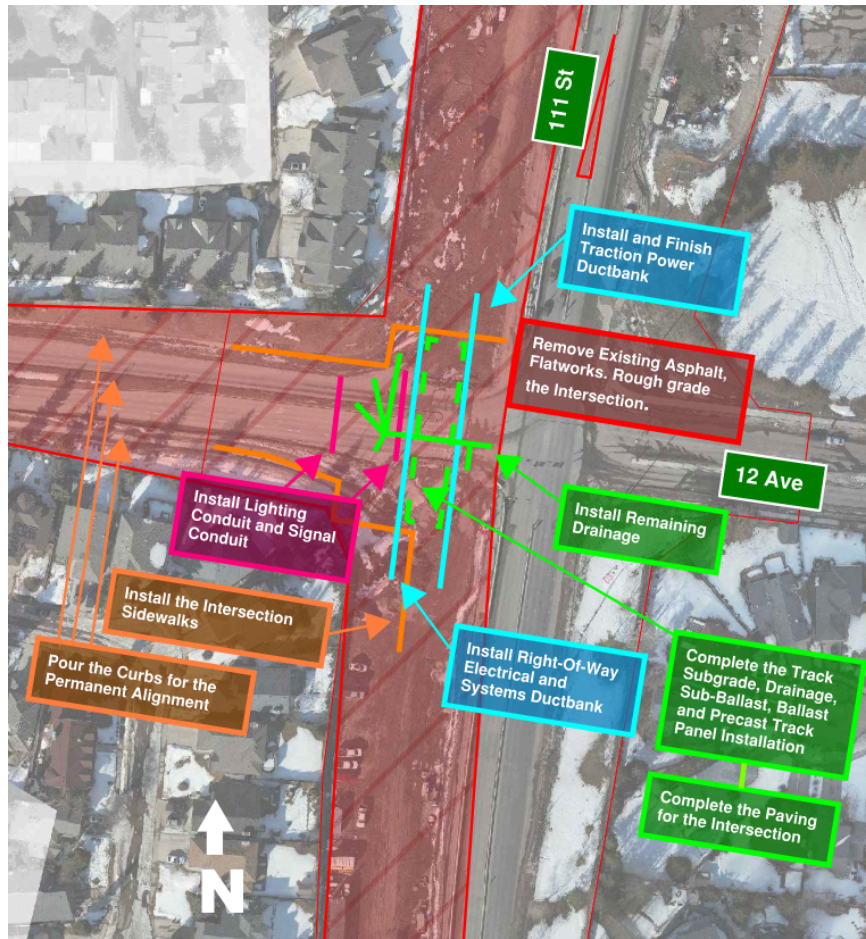 111 St
Install and Finish
Traction Power
Ductbank
Remove Existing Asphalt,
Flatworks. Rough grade
the Intersection.
12 Ave
Install Lighting
Conduit and Signal
Conduit
Install Remaining
Drainage
Install the Intersection
Sidewalks
Pour the Curbs for the
Permanent Alignment
Install Right-Of-Way
Electrical and
Systems Ductbank
Complete the Track
Subgrade, Drainage,
Sub-Ballast, Ballast
and Precast Track
Panel Installation
Complete the Paving
for the Intersection
N